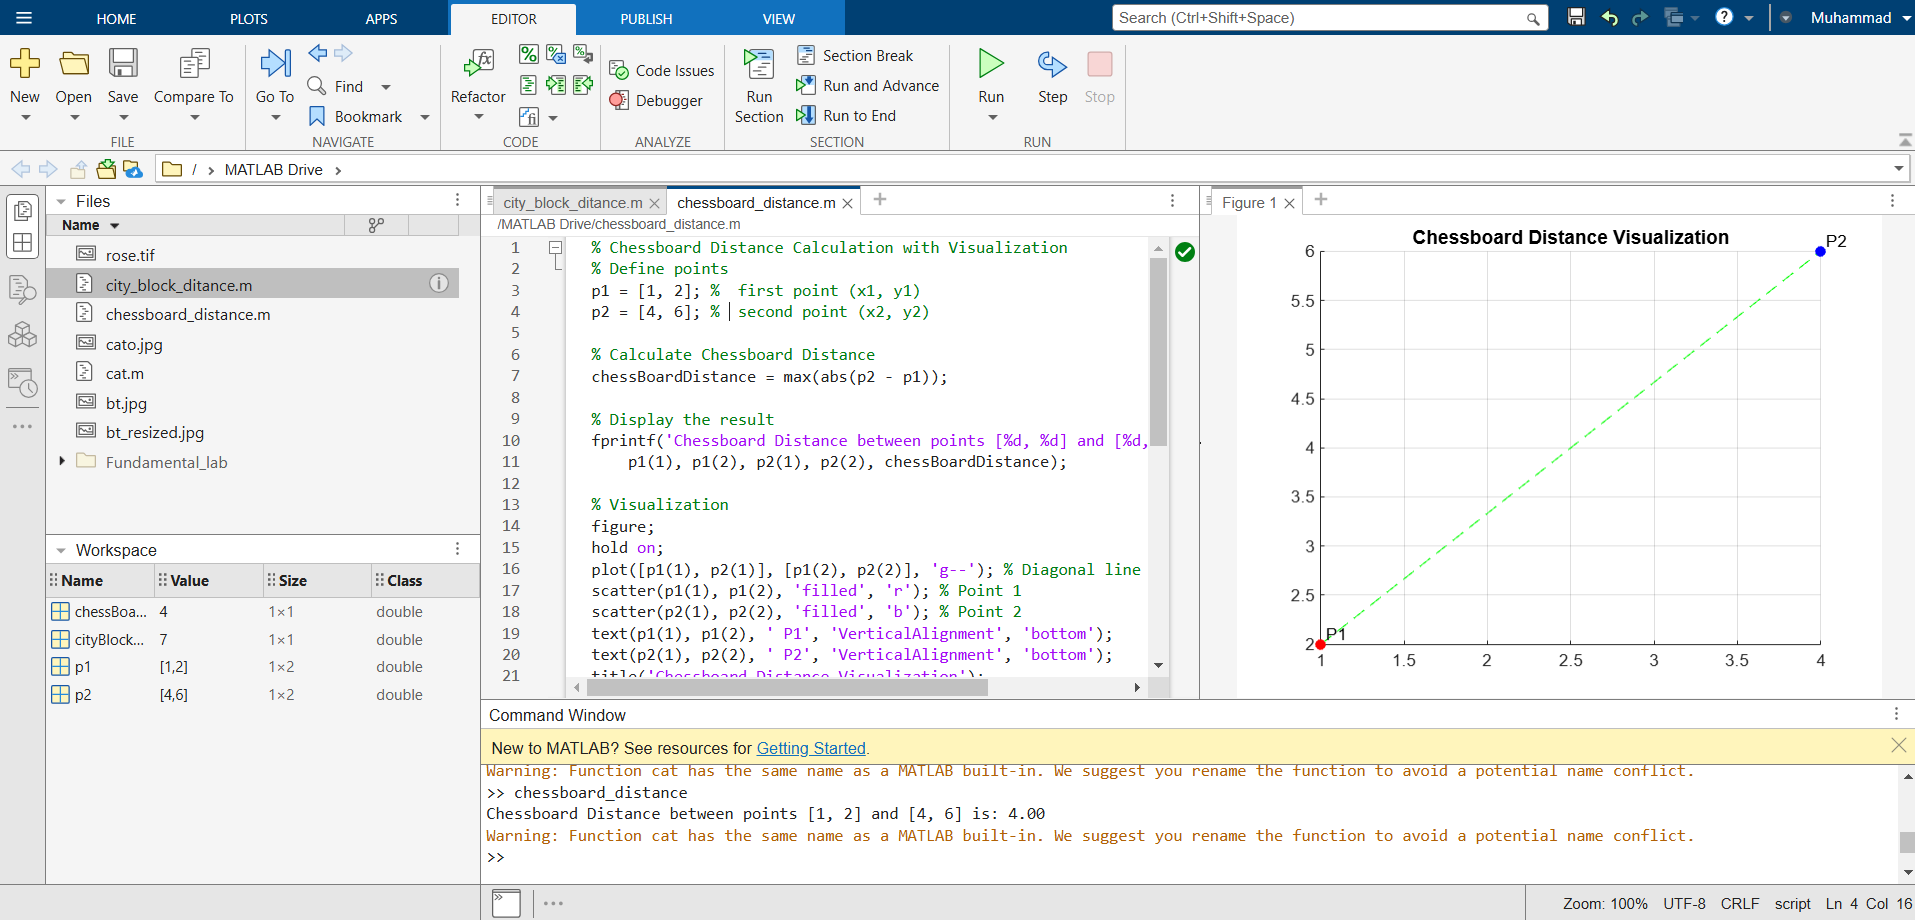 HOME PLOTS APPS EDITOR PUBLISH VIEW Search (Ctrl+Shift+Space) Muhammad
New Open Save Compare To Go To Find Bookmark Refactor Code Issues Debugger Run Section Section Break Run and Advance Run to End Run Step Stop
FILE NAVIGATE CODE ANALYZE SECTION RUN
/ › MATLAB Drive ›
Files
Name
rose.tif
city_block_ditance.m
chessboard_distance.m
cato.jpg
cat.m
bt.jpg
bt_resized.jpg
Fundamental_lab
Workspace
Name Value Size Class
chessBoa... 4 1×1 double
cityBlock... 7 1×1 double
p1 [1,2] 1×2 double
p2 [4,6] 1×2 double
city_block_ditance.m chessboard_distance.m
/MATLAB Drive/chessboard_distance.m
1 % Chessboard Distance Calculation with Visualization
2 % Define points
3 p1 = [1, 2]; %  first point (x1, y1)
4 p2 = [4, 6]; %  second point (x2, y2)
5
6 % Calculate Chessboard Distance
7 chessBoardDistance = max(abs(p2 - p1));
8
9 % Display the result
10 fprintf('Chessboard Distance between points [%d, %d] and [%d,
11     p1(1), p1(2), p2(1), p2(2), chessBoardDistance);
12
13 % Visualization
14 figure;
15 hold on;
16 plot([p1(1), p2(1)], [p1(2), p2(2)], 'g--'); % Diagonal line
17 scatter(p1(1), p1(2), 'filled', 'r'); % Point 1
18 scatter(p2(1), p2(2), 'filled', 'b'); % Point 2
19 text(p1(1), p1(2), ' P1', 'VerticalAlignment', 'bottom');
20 text(p2(1), p2(2), ' P2', 'VerticalAlignment', 'bottom');
21 title('Chessboard Distance Visualization');
Figure 1
Chessboard Distance Visualization
P2
6
5.5
5
4.5
4
3.5
3
2.5
2
P1
1 1.5 2 2.5 3 3.5 4
Command Window
New to MATLAB? See resources for Getting Started.
Warning: Function cat has the same name as a MATLAB built-in. We suggest you rename the function to avoid a potential name conflict.
>> chessboard_distance
Chessboard Distance between points [1, 2] and [4, 6] is: 4.00
Warning: Function cat has the same name as a MATLAB built-in. We suggest you rename the function to avoid a potential name conflict.
>>
Zoom: 100% UTF-8 CRLF script Ln 4 Col 16